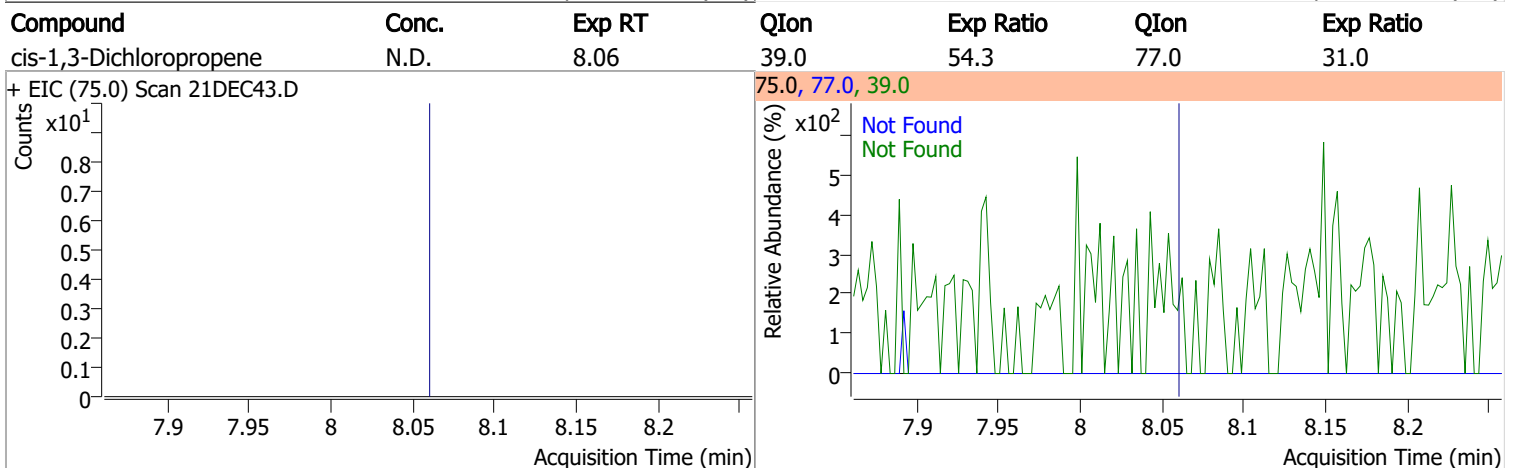 Compound Conc. Exp RT QIon Exp Ratio QIon Exp Ratio
cis-1,3-Dichloropropene N.D. 8.06 39.0 54.3 77.0 31.0
+ EIC (75.0) Scan 21DEC43.D
Counts
x10^1
0.8
0.7
0.6
0.5
0.4
0.3
0.2
0.1
0
7.9 7.95 8 8.05 8.1 8.15 8.2
Acquisition Time (min)
75.0, 77.0, 39.0
Relative Abundance (%)
x10^2
Not Found
Not Found
5
4
3
2
1
0
7.9 7.95 8 8.05 8.1 8.15 8.2
Acquisition Time (min)